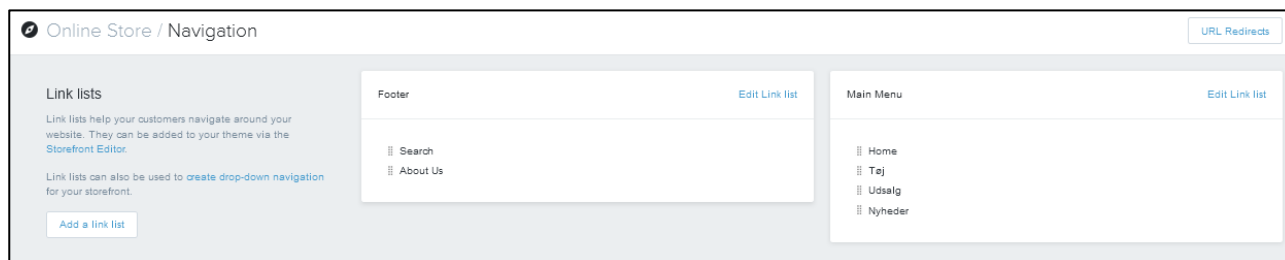 Online Store / Navigation
URL Redirects
Link lists
Link lists help your customers navigate around your
website. They can be added to your theme via the
Storefront Editor.
Link lists can also be used to create drop-down navigation
for your storefront.
Add a link list
Footer
Edit Link list
Search
About Us
Main Menu
Edit Link list
Home
Tøj
Udsalg
Nyheder